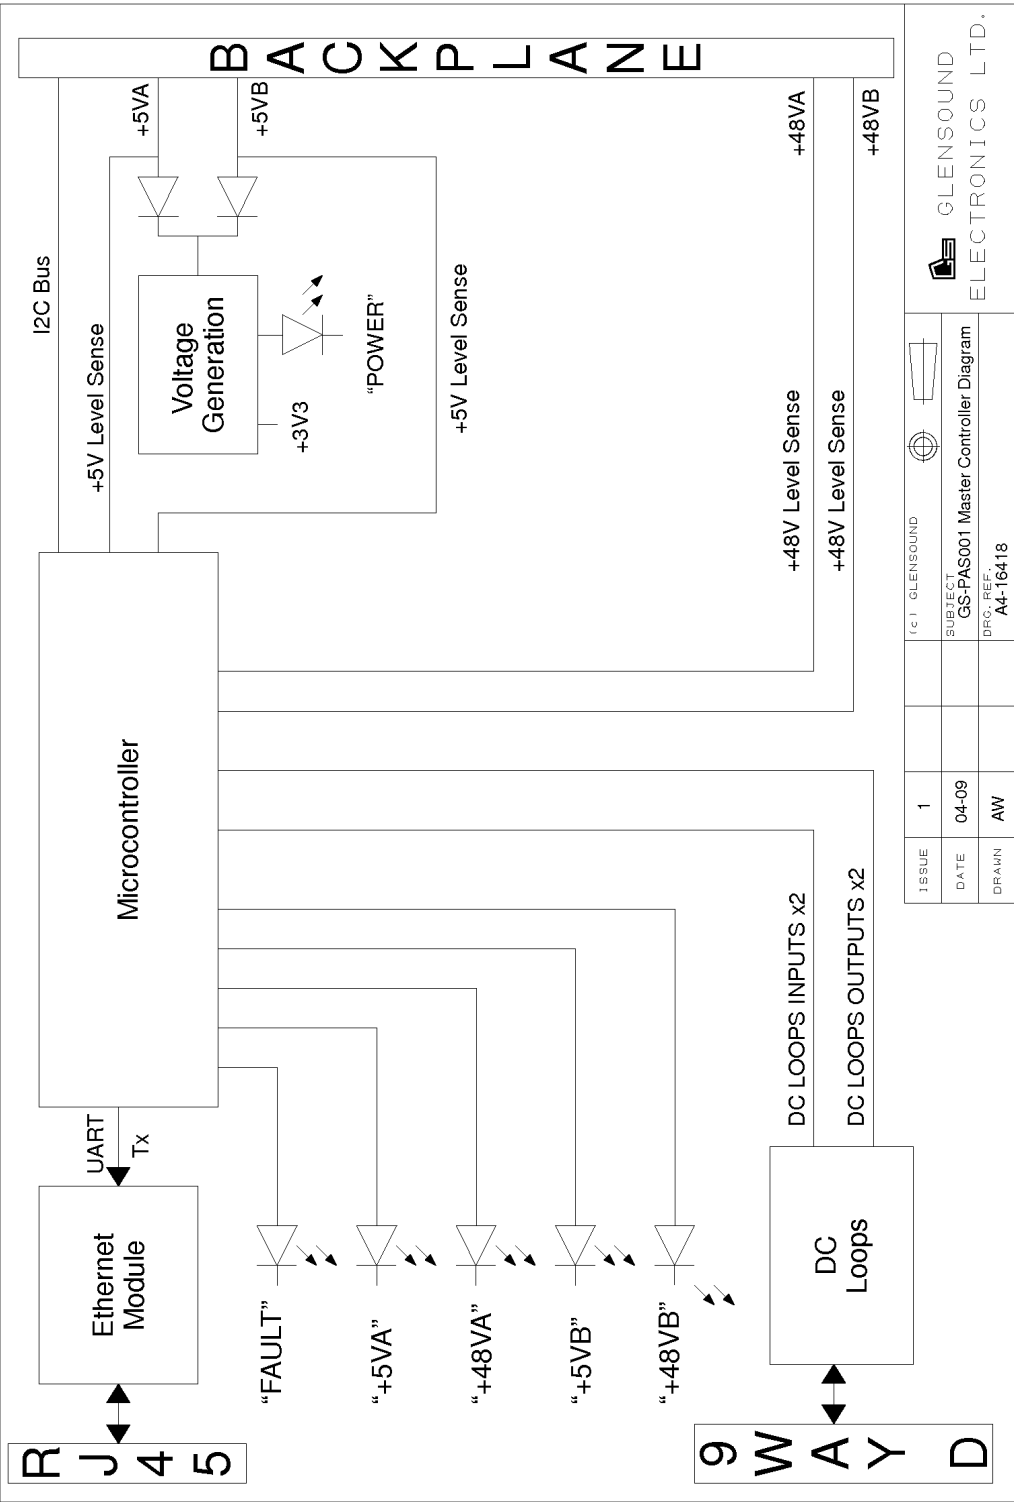 RJ45
Ethernet
Module
UART
Tx
Microcontroller
I2C Bus
+5V Level Sense
+5VA
+5VB
Voltage
Generation
+3V3
“POWER”
+5V Level Sense
BACKPLANE
“FAULT”
“+5VA”
“+48VA”
“+5VB”
“+48VB”
+48V Level Sense
+48VA
+48V Level Sense
+48VB
9 WAY D
DC
Loops
DC LOOPS INPUTS x2
DC LOOPS OUTPUTS x2
ISSUE
1
DATE
04-09
DRAWN
AW
(c) GLENSOUND
SUBJECT
GS-PAS001 Master Controller Diagram
DRG. REF.
A4-16418
GLENSOUND
ELECTRONICS LTD.